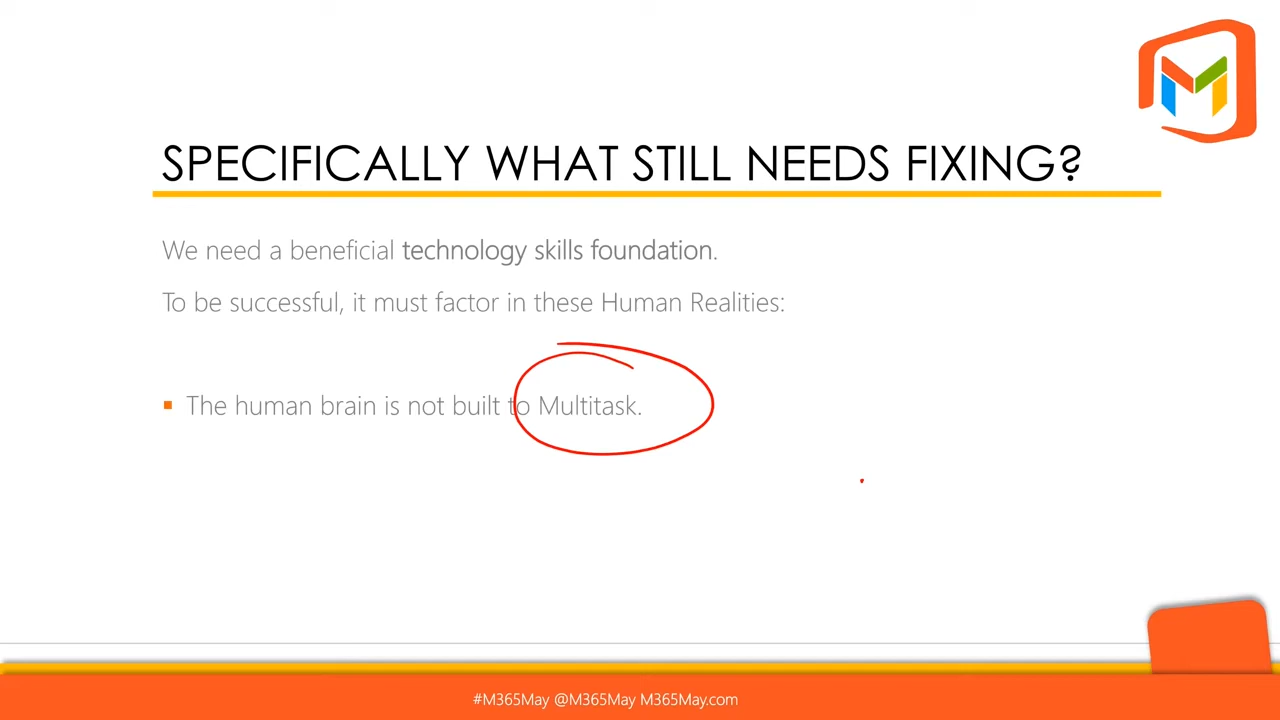 SPECIFICALLY WHAT STILL NEEDS FIXING?
We need a beneficial technology skills foundation.
To be successful, it must factor in these Human Realities:
The human brain is not built to Multitask.
#M365May @M365May M365May.com